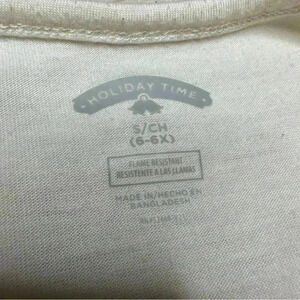 HOLIDAY TIME
S/CH
(6-6X)
FLAME RESISTANT
RESISTENTE A LAS LLAMAS
MADE IN/HECHO EN
BANGLADESH